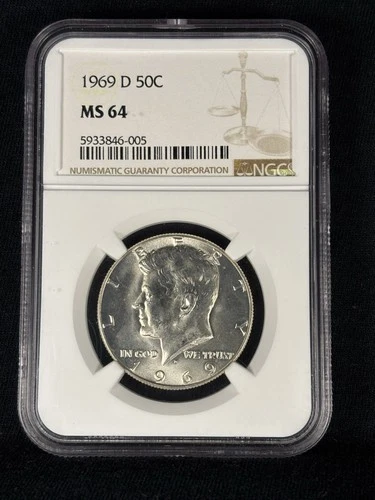 1969 D 50C
MS 64
5933846-005
NUMISMATIC GUARANTY CORPORATION
NGC
LIBERTY
IN GOD WE TRUST
1969